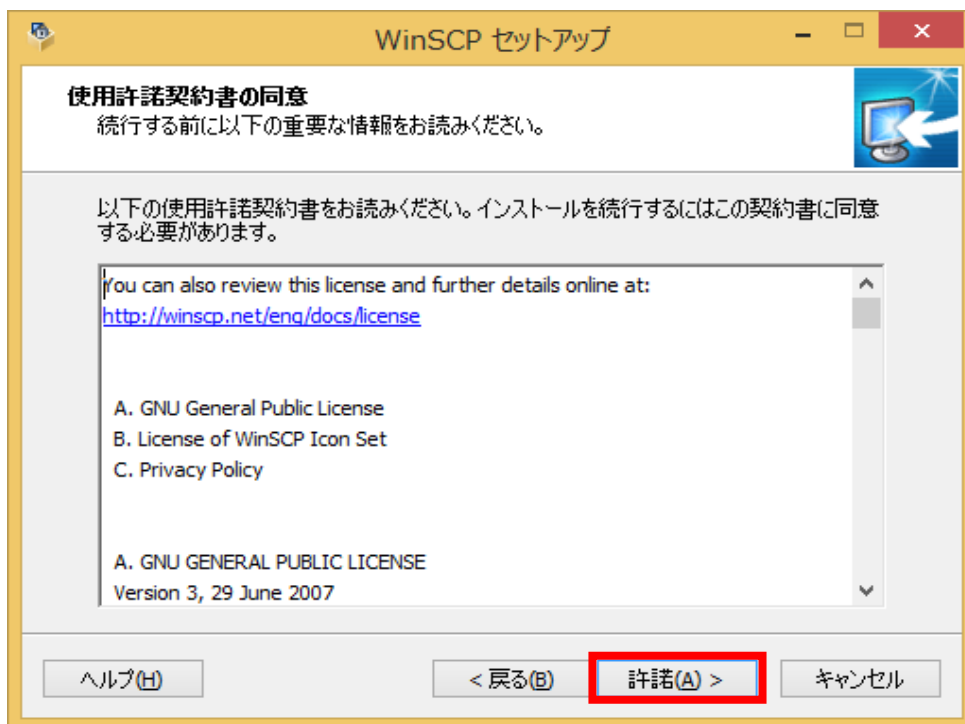 WinSCP セットアップ
使用許諾契約書の同意
続行する前に以下の重要な情報をお読みください。
以下の使用許諾契約書をお読みください。インストールを続行するにはこの契約書に同意
する必要があります。
You can also review this license and further details online at:
http://winscp.net/eng/docs/license
A. GNU General Public License
B. License of WinSCP Icon Set
C. Privacy Policy
A. GNU GENERAL PUBLIC LICENSE
Version 3, 29 June 2007
ヘルプ(H)
< 戻る(B)
許諾(A) >
キャンセル